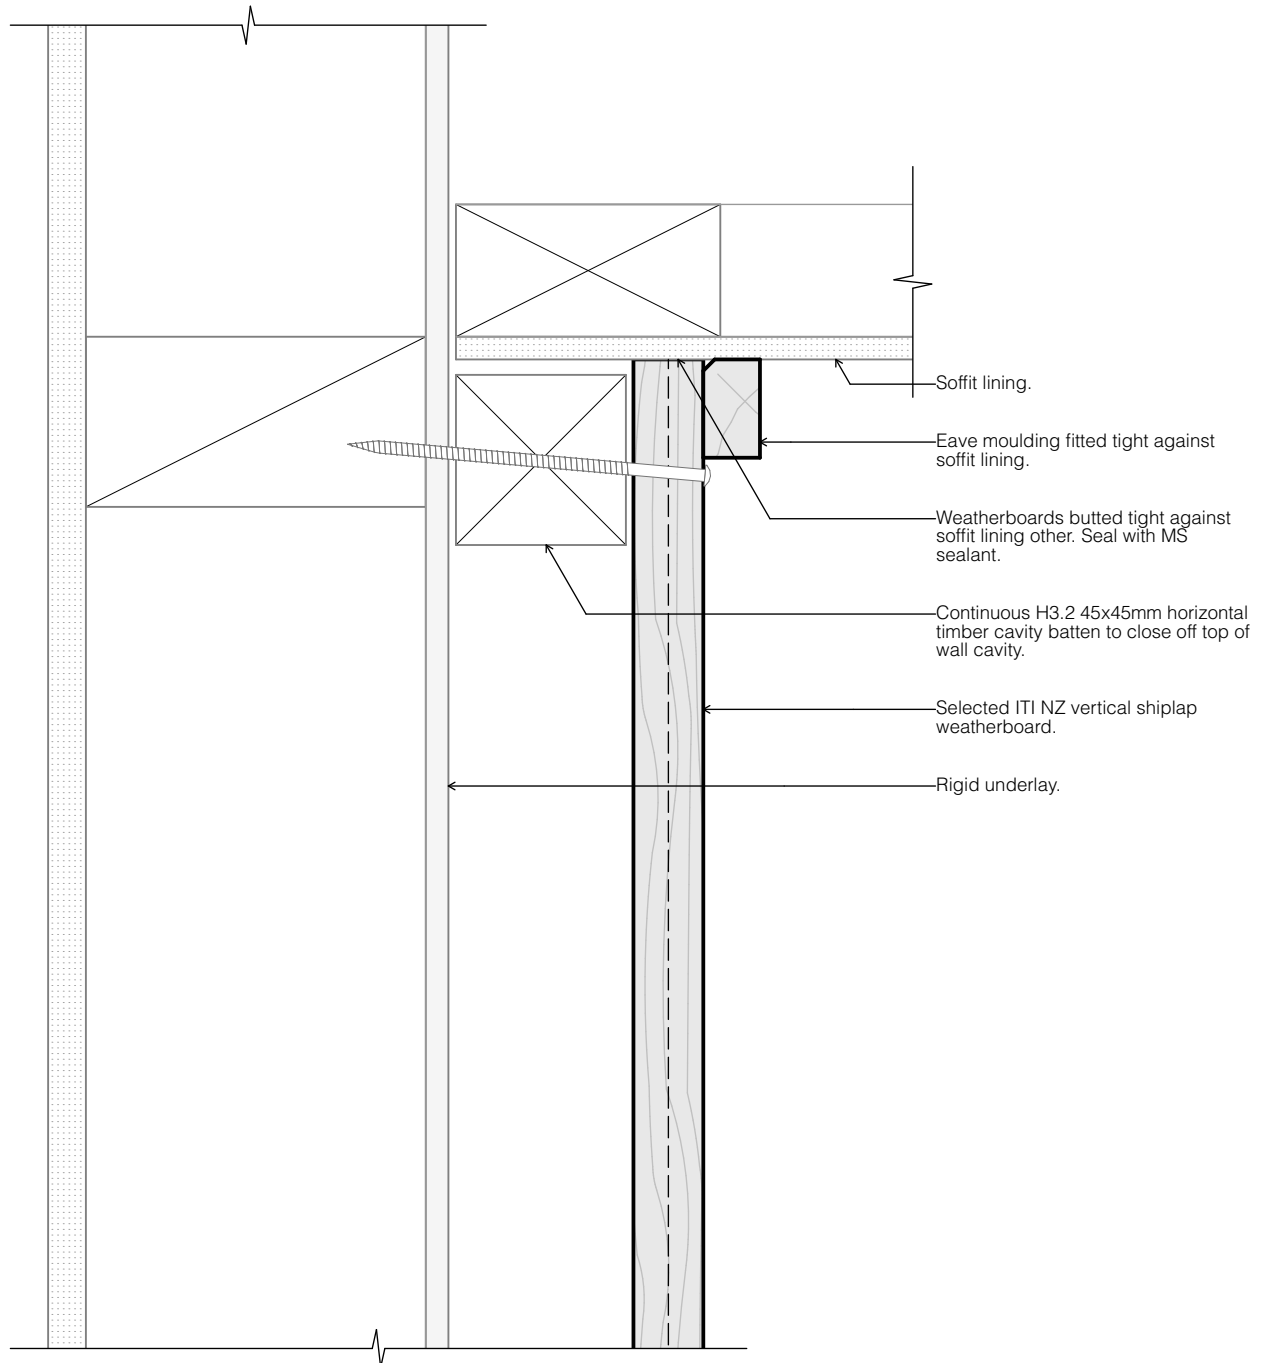 Soffit lining.
Eave moulding fitted tight against
soffit lining.
Weatherboards butted tight against
soffit lining other. Seal with MS
sealant.
Continuous H3.2 45x45mm horizontal
timber cavity batten to close off top of
wall cavity.
Selected ITI NZ vertical shiplap
weatherboard.
Rigid underlay.